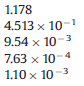 1.178
4.513 × 10⁻¹
9.54 × 10⁻³
7.63 × 10⁻⁴
1.10 × 10⁻³